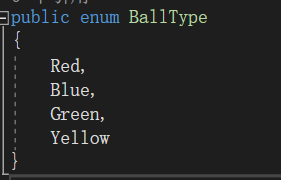 public enum BallType
{
Red,
Blue,
Green,
Yellow
}